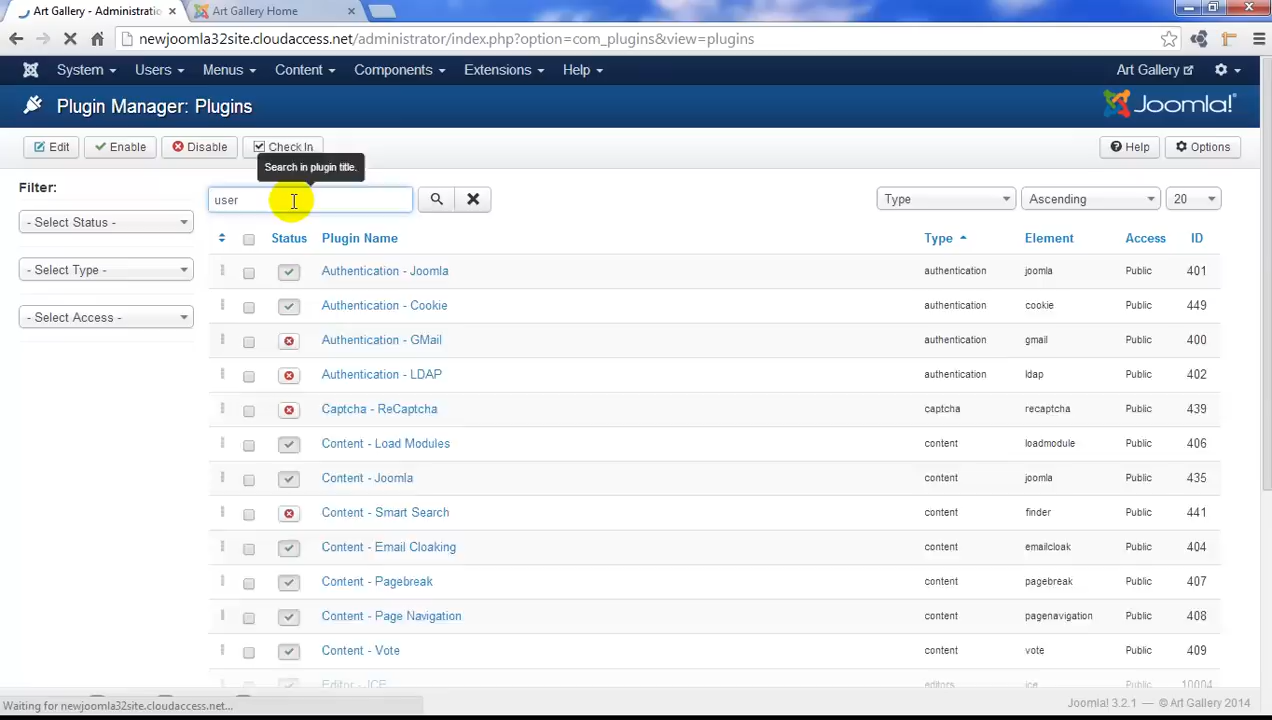 Art Gallery - Administratio
Art Gallery Home
newjoomla32site.cloudaccess.net/administrator/index.php?option=com_plugins&view=plugins
System Users Menus Content Components Extensions Help Art Gallery
Plugin Manager: Plugins Joomla!®
Edit Enable Disable Check In Help Options
Search in plugin title.
Filter:
user Type Ascending 20
- Select Status -
- Select Type -
- Select Access -
Status Plugin Name Type Element Access ID
Authentication - Joomla authentication joomla Public 401
Authentication - Cookie authentication cookie Public 449
Authentication - GMail authentication gmail Public 400
Authentication - LDAP authentication ldap Public 402
Captcha - ReCaptcha captcha recaptcha Public 439
Content - Load Modules content loadmodule Public 406
Content - Joomla content joomla Public 435
Content - Smart Search content finder Public 441
Content - Email Cloaking content emailcloak Public 404
Content - Pagebreak content pagebreak Public 407
Content - Page Navigation content pagenavigation Public 408
Content - Vote content vote Public 409
Editor - JCE editors jce Public 10004
Waiting for newjoomla32site.cloudaccess.net...
Joomla! 3.2.1 — © Art Gallery 2014